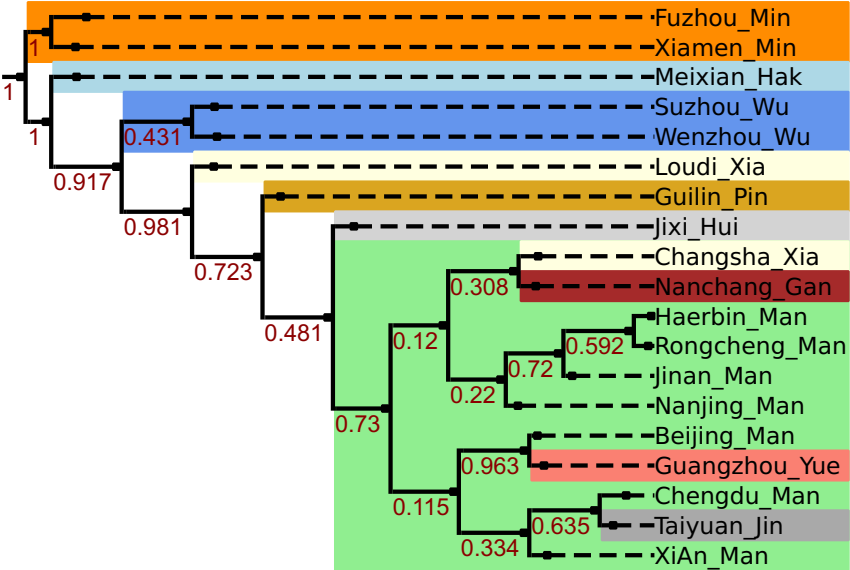 Fuzhou_Min
1
Xiamen_Min
Meixian_Hak
1
Suzhou_Wu
1
0.431
Wenzhou_Wu
Loudi_Xia
0.917
Guilin_Pin
0.981
Jixi_Hui
Changsha_Xia
0.723
0.308
Nanchang_Gan
Haerbin_Man
0.481
0.12
0.592
Rongcheng_Man
0.72
Jinan_Man
0.22
Nanjing_Man
0.73
Beijing_Man
0.963
Guangzhou_Yue
Chengdu_Man
0.115
0.635
Taiyuan_Jin
0.334
XiAn_Man